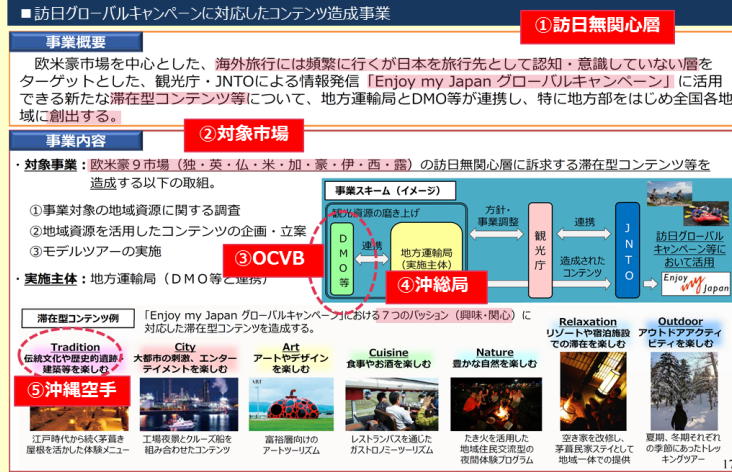 ■訪日グローバルキャンペーンに対応したコンテンツ造成事業
①訪日無関心層
事業概要
欧米豪市場を中心とした、海外旅行には頻繁に行くが日本を旅行先として認知・意識していない層を
ターゲットとした、観光庁・JNTOによる情報発信「Enjoy my Japan グローバルキャンペーン」に活用
できる新たな滞在型コンテンツ等について、地方運輸局とDMO等が連携し、特に地方部をはじめ全国各地
域に創出する。
②対象市場
事業内容
・対象事業：欧米豪９市場（独・英・仏・米・加・豪・伊・西・露）の訪日無関心層に訴求する滞在型コンテンツ等を
造成する以下の取組。
①事業対象の地域資源に関する調査
②地域資源を活用したコンテンツの企画・立案
③モデルツアーの実施
③OCVB
・実施主体：地方運輸局（ＤＭＯ等と連携）
事業スキーム（イメージ）
観光資源の磨き上げ
DMO等
連携
地方運輸局
（実施主体）
④沖総局
方針・
事業調整
観光庁
連携
造成された
コンテンツ
JNTO
訪日グローバル
キャンペーン等に
おいて活用
Enjoy my Japan
滞在型コンテンツ例
「Enjoy my Japan グローバルキャンペーン」における７つのパッション（興味・関心）に
対応した滞在型コンテンツを造成する。
Tradition
伝統文化や歴史的遺跡・
建築等を楽しむ
⑤沖縄空手
江戸時代から続く茅葺き
屋根を活かした体験メニュー
City
大都市の刺激、エンター
テイメントを楽しむ
工場夜景とクルーズ船を
組み合わせたコンテンツ
Art
アートやデザイン
を楽しむ
ART
富裕層向けの
アートツーリズム
Cuisine
食事やお酒を楽しむ
レストランバスを通じた
ガストロノミーツーリズム
Nature
豊かな自然を楽しむ
たき火を活用した
地域住民交流型の
夜間体験プログラム
Relaxation
リゾートや宿泊施設
での滞在を楽しむ
空き家を改修し、
茅葺民家ステイとして
地域一体での提供
Outdoor
アウトドアアクティ
ビティを楽しむ
夏期、冬期それぞれ
の季節にあったトレッ
キングツアー